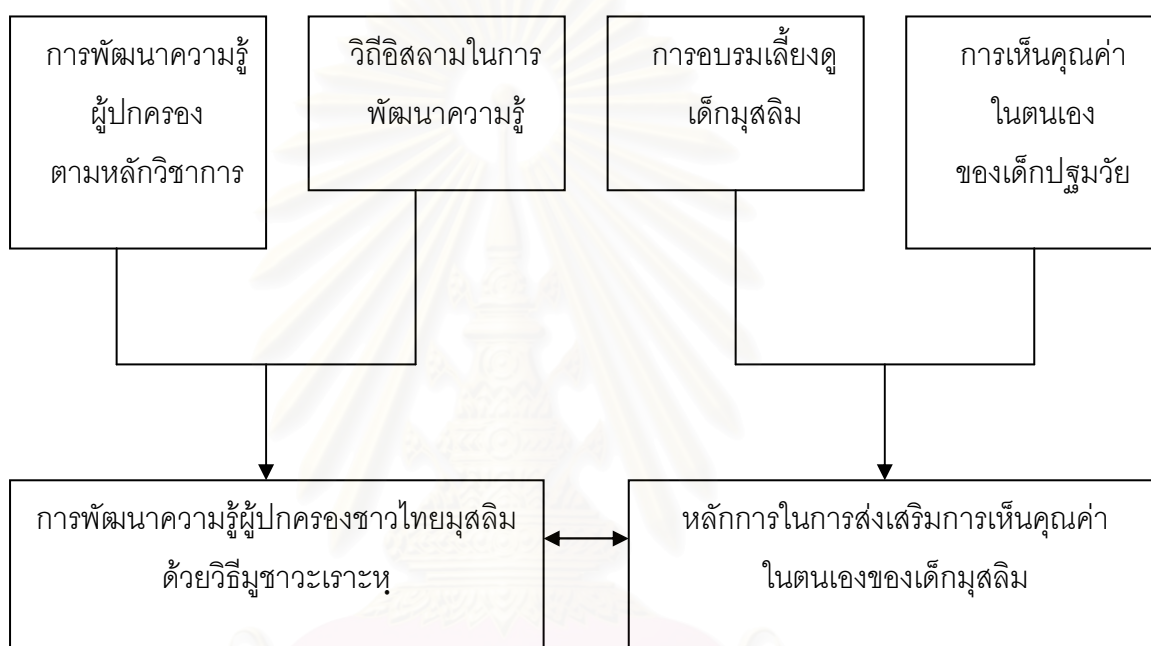 การพัฒนาความรู้
ผู้ปกครอง
ตามหลักวิชาการ
วิถีอิสลามในการ
พัฒนาความรู้
การอบรมเลี้ยงดู
เด็กมุสลิม
การเห็นคุณค่า
ในตนเอง
ของเด็กปฐมวัย
การพัฒนาความรู้ผู้ปกครองชาวไทยมุสลิม
ด้วยวิธีมูชาวะเราะหฺ
หลักการในการส่งเสริมการเห็นคุณค่า
ในตนเองของเด็กมุสลิม